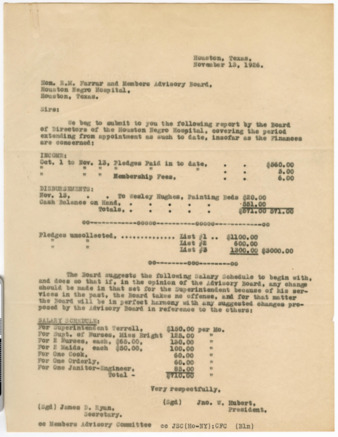 Houston, Texas.
November 13, 1926.
Hon. R.M. Farrar and Members Advisory Board,
Houston Negro Hospital,
Houston, Texas.
Sirs:
We beg to submit to you the following report by the Board
of Directors of the Houston Negro Hospital, covering the period
extending from appointment as such to date, insofar as the Finances
are concerned:
INCOME:
Oct. 1 to Nov. 13, Pledges Paid in to date, . . . $560.00
" " " " . . . 3.00
" " Membership Fees. . . .
DISBURSEMENTS:
Nov. 13, . . To Wesley Hughes, Painting Beds $20.00
Cash Balance on Hand, . . . . 551.00
Totals, . . . . $571.00 $571.00
Pledges uncollected. . . . . List #1 .. $1100.00
" " List #2 600.00
" " List #3 1300.00 $3000.00
The Board suggests the following Salary Schedule to begin with,
and does so that if, in the opinion of the Advisory Board, any change
should be made in that set for the Superintendent because of his ser-
vices in the past, the Board takes no offense, and for that matter
the Board will be in perfect harmony with any suggested changes pro-
posed by the Advisory Board in reference to the others:
SALARY SCHEDULE:
For Superintendent Terrell, $150.00 per Mo.
For Supt. of Nurses, Miss Bright 125.00 "
For 2 Nurses, each
For 2 Maids, each
For One Cook, 60.00 "
For One Orderly, 60.00 "
For One Janitor-Engineer
Total - $710.00 "
Very respectfully,
(Sgd) James D. Ryan, (Sgd) Jno. W. Hubert,
Secretary. President.
cc Members Advisory Committee cc JSC(Ho-NY):CFC (Bln)